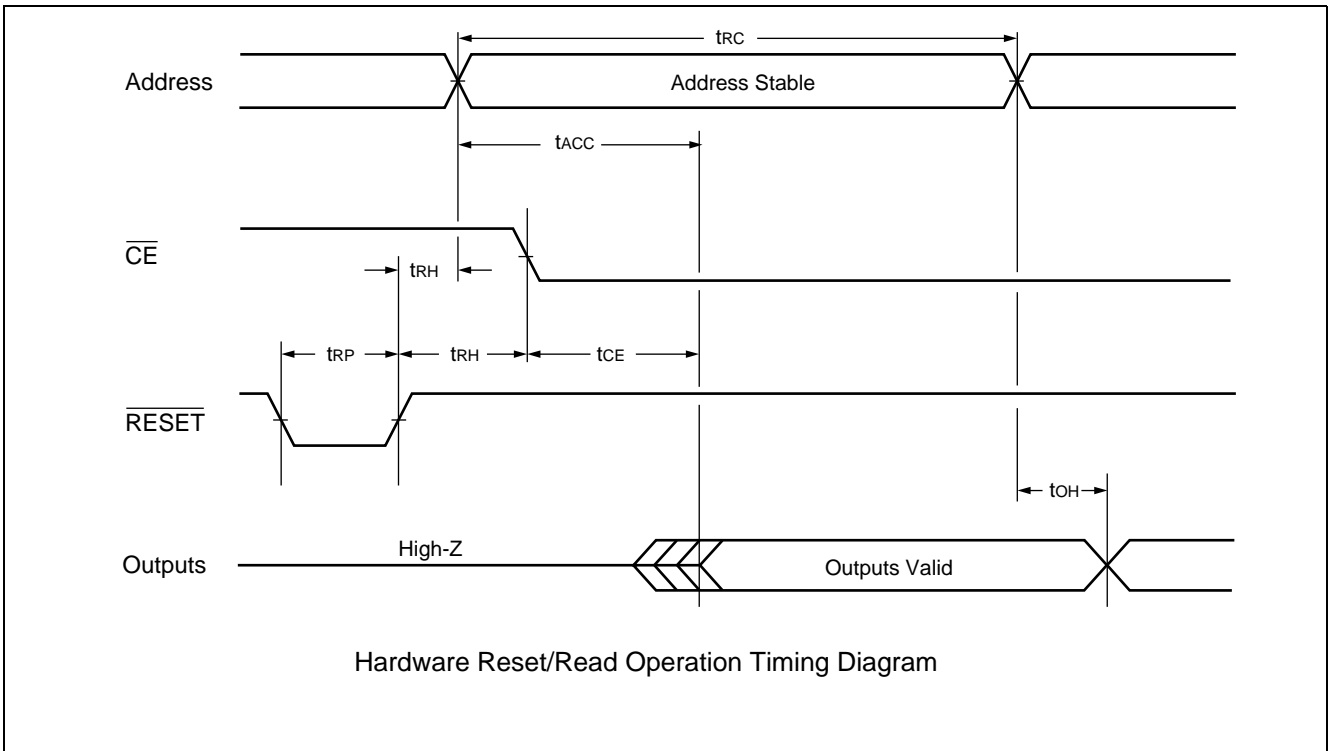 tRC
Address
Address Stable
tACC
CE
tRH
tRP
tRH
tCE
RESET
tOH
High-Z
Outputs
Outputs Valid
Hardware Reset/Read Operation Timing Diagram